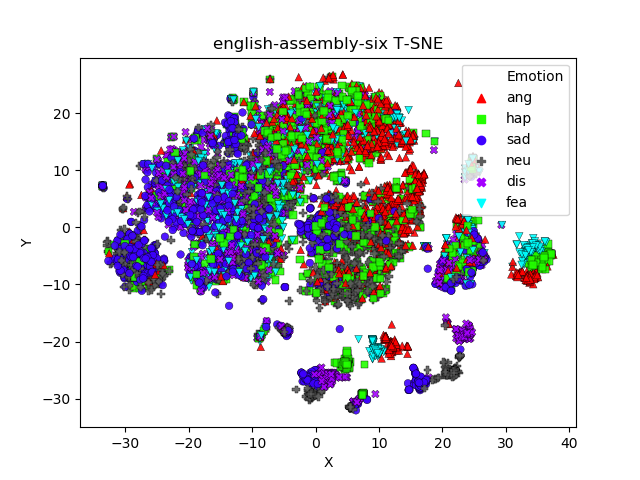 english-assembly-six T-SNE
Emotion
ang
hap
sad
neu
dis
fea
Y
20
10
0
−10
−20
−30
−30 −20 −10 0 10 20 30 40
X